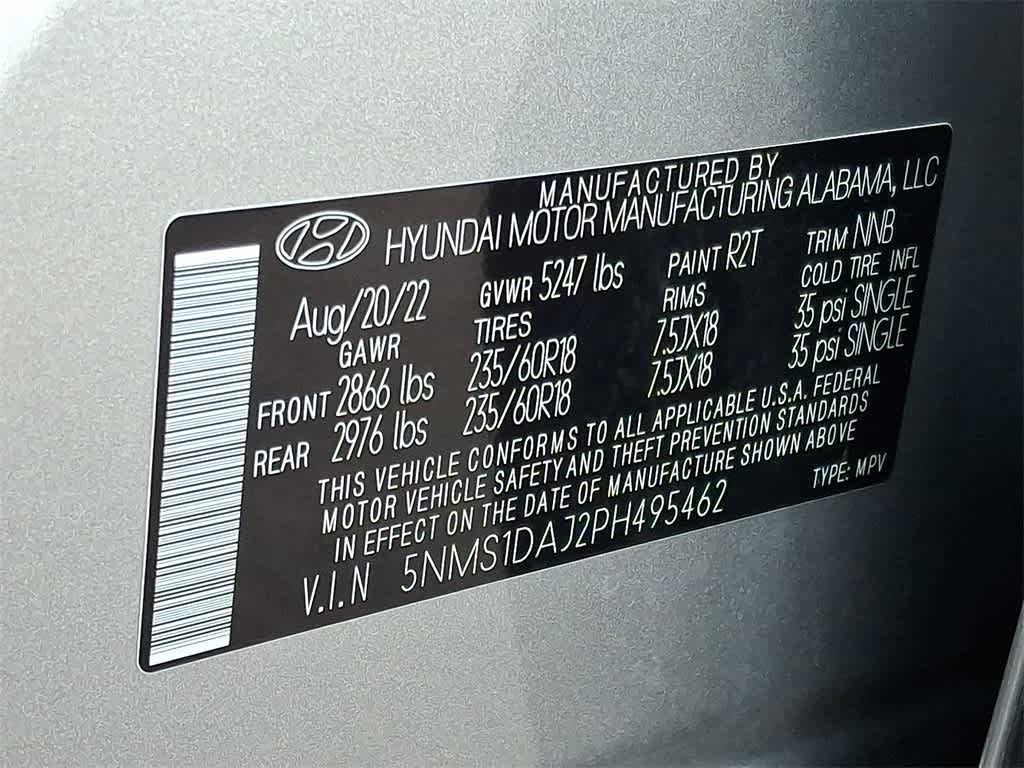 MANUFACTURED BY
HYUNDAI MOTOR MANUFACTURING ALABAMA, LLC
Aug/20/22 GVWR 5247 lbs PAINT R2T TRIM NNB
GAWR TIRES RIMS COLD TIRE INFL
FRONT 2866 lbs 235/60R18 7.5JX18 35 psi SINGLE
REAR 2976 lbs 235/60R18 7.5JX18 35 psi SINGLE
THIS VEHICLE CONFORMS TO ALL APPLICABLE U.S.A. FEDERAL
MOTOR VEHICLE SAFETY AND THEFT PREVENTION STANDARDS
IN EFFECT ON THE DATE OF MANUFACTURE SHOWN ABOVE
V.I.N 5NMS1DAJ2PH495462 TYPE: MPV